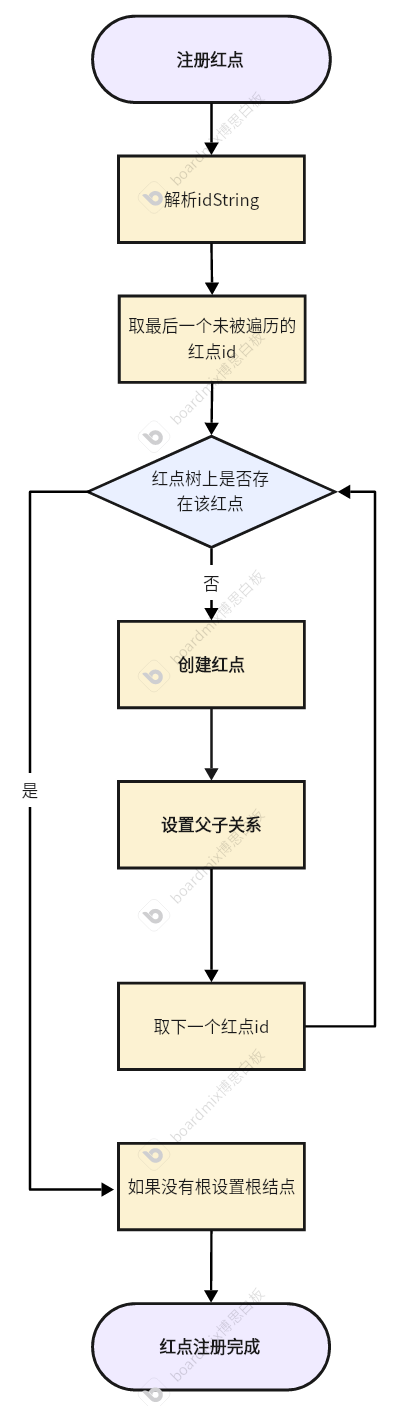 注册红点
解析idString
取最后一个未被遍历的
红点id
红点树上是否存
在该红点
否
创建红点
设置父子关系
是
取下一个红点id
如果没有根设置根结点
红点注册完成
boardmix博思白板
boardmix博思白板
boardmix博思白板
boardmix博思白板
boardmix博思白板
boardmix博思白板